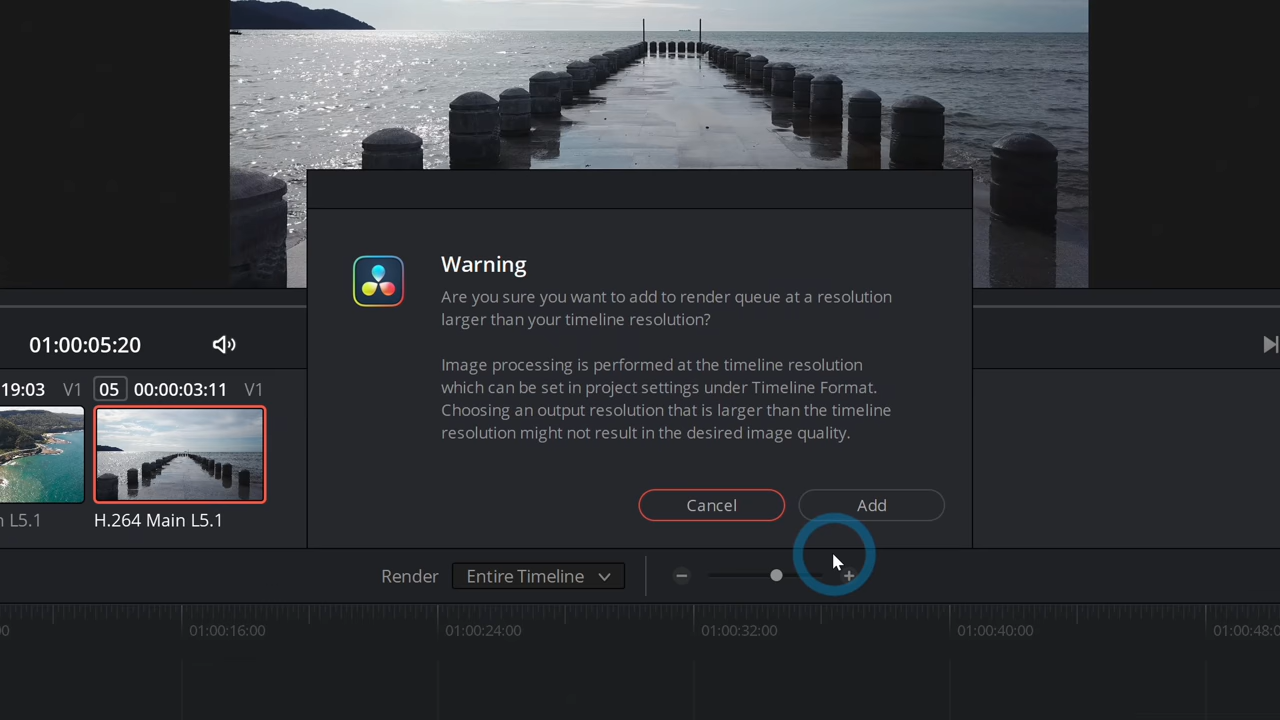 Warning
Are you sure you want to add to render queue at a resolution
larger than your timeline resolution?
Image processing is performed at the timeline resolution
which can be set in project settings under Timeline Format.
Choosing an output resolution that is larger than the timeline
resolution might not result in the desired image quality.
Cancel
Add
01:00:05:20
19:03 V1
05 00:00:03:11 V1
L5.1
H.264 Main L5.1
Render
Entire Timeline
01:00:16:00
01:00:24:00
01:00:32:00
01:00:40:00
01:00:48:0